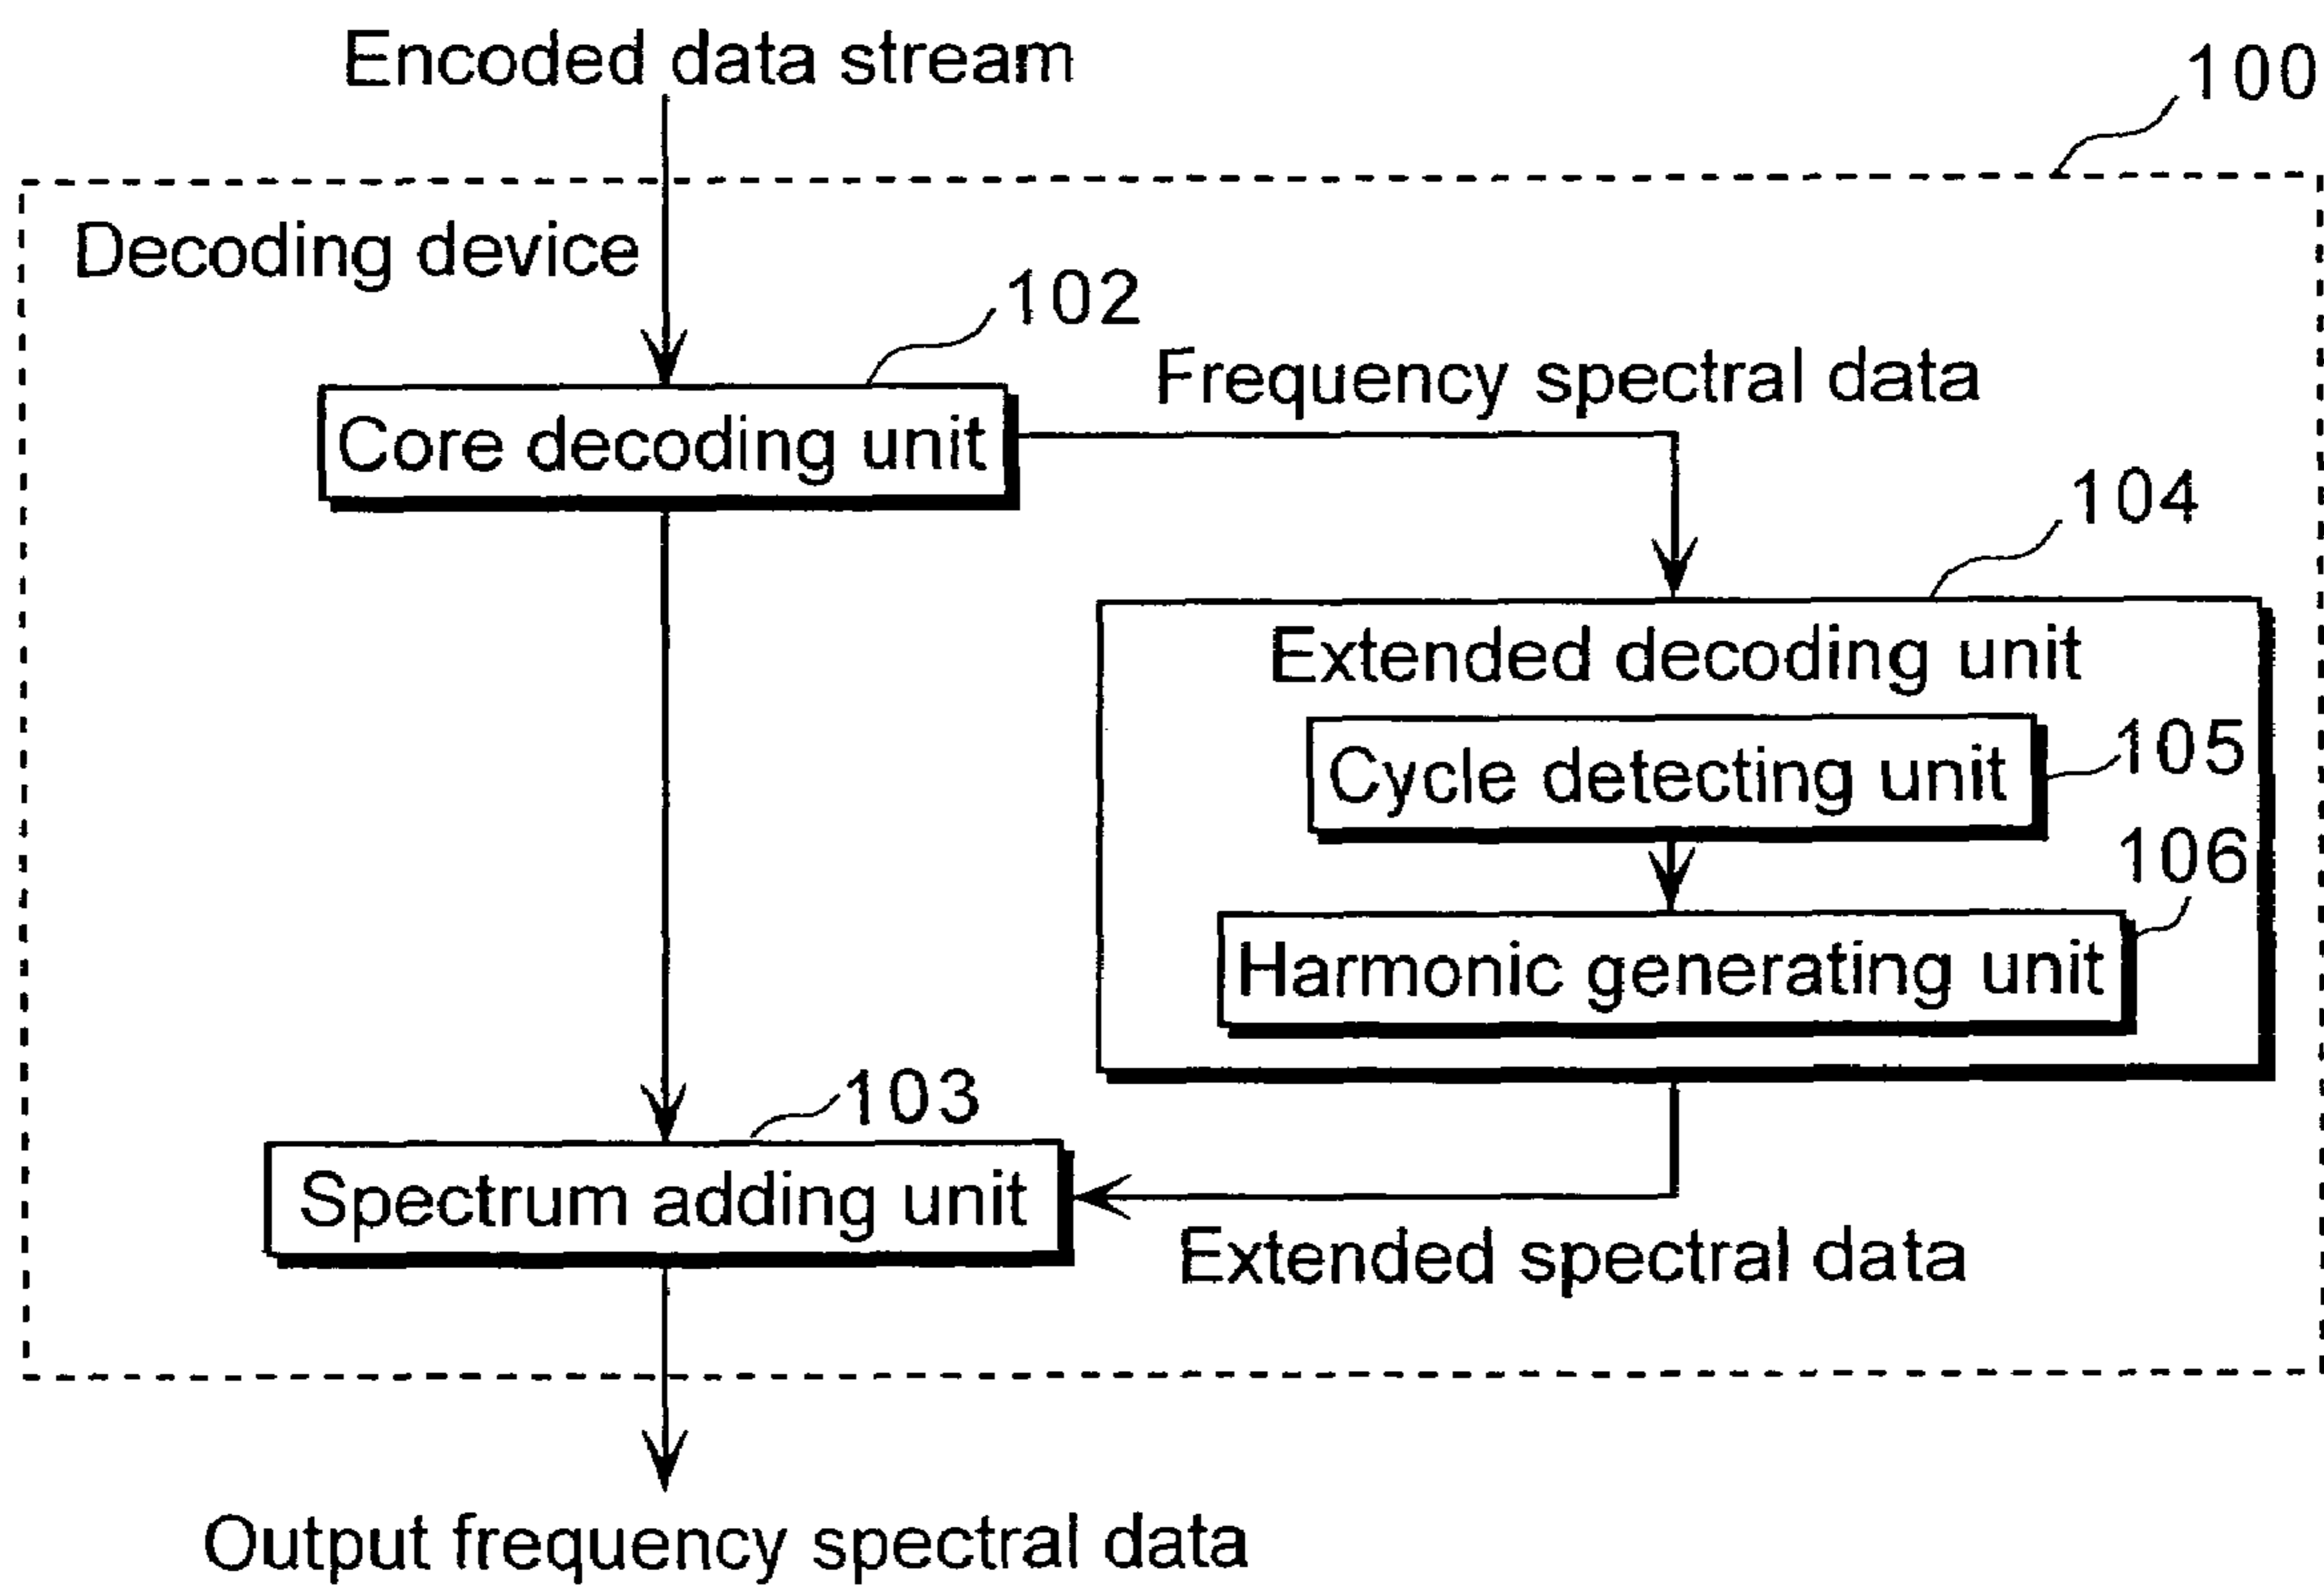 Encoded data stream
100
Decoding device
102
Frequency spectral data
Core decoding unit
104
Extended decoding unit
105
Cycle detecting unit
106
Harmonic generating unit
103
Spectrum adding unit
Extended spectral data
Output frequency spectral data